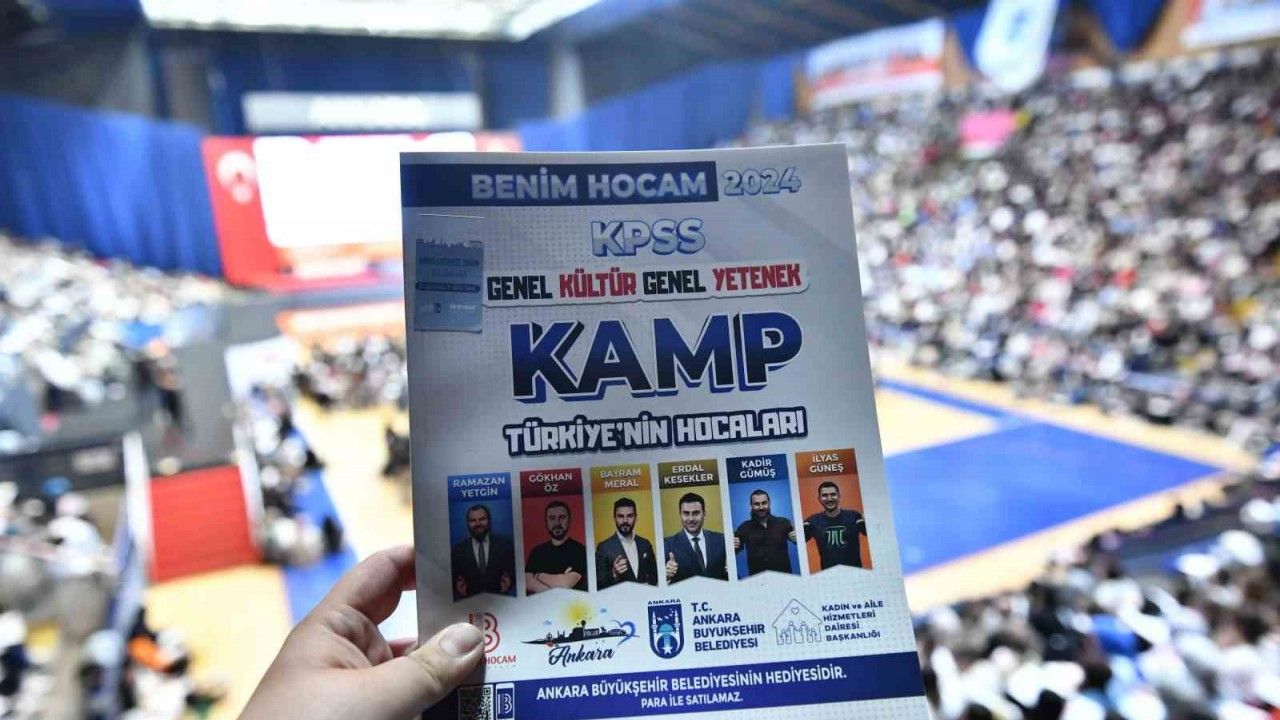 BENİM HOCAM 2024
KPSS
GENEL KÜLTÜR GENEL YETENEK
KAMP
TÜRKİYE'NİN HOCALARI
RAMAZAN YETGİN
GÖKHAN ÖZ
BAYRAM MERAL
ERDAL KESEKLER
KADİR GÜMÜŞ
İLYAS GÜNEŞ
HOCAM
Ankara
ANKARA
T.C.
ANKARA
BÜYÜKŞEHİR
BELEDİYESİ
KADIN ve AİLE
HİZMETLERİ
DAİRESİ
BAŞKANLIĞI
ANKARA BÜYÜKŞEHİR BELEDİYESİNİN HEDİYESİDİR.
PARA İLE SATILAMAZ.